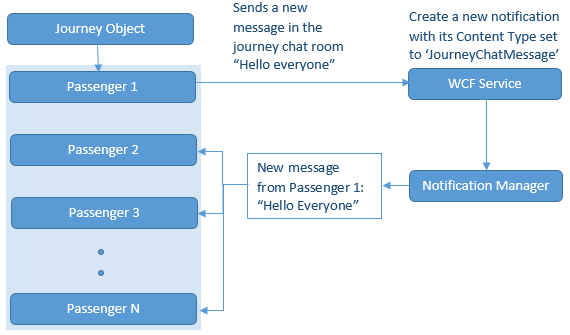 Journey Object
Sends a new
message in the
journey chat room
“Hello everyone”
Create a new notification
with its Content Type set
to ‘JourneyChatMessage’
Passenger 1
WCF Service
Passenger 2
New message
from Passenger 1:
“Hello Everyone”
Notification Manager
Passenger 3
Passenger N